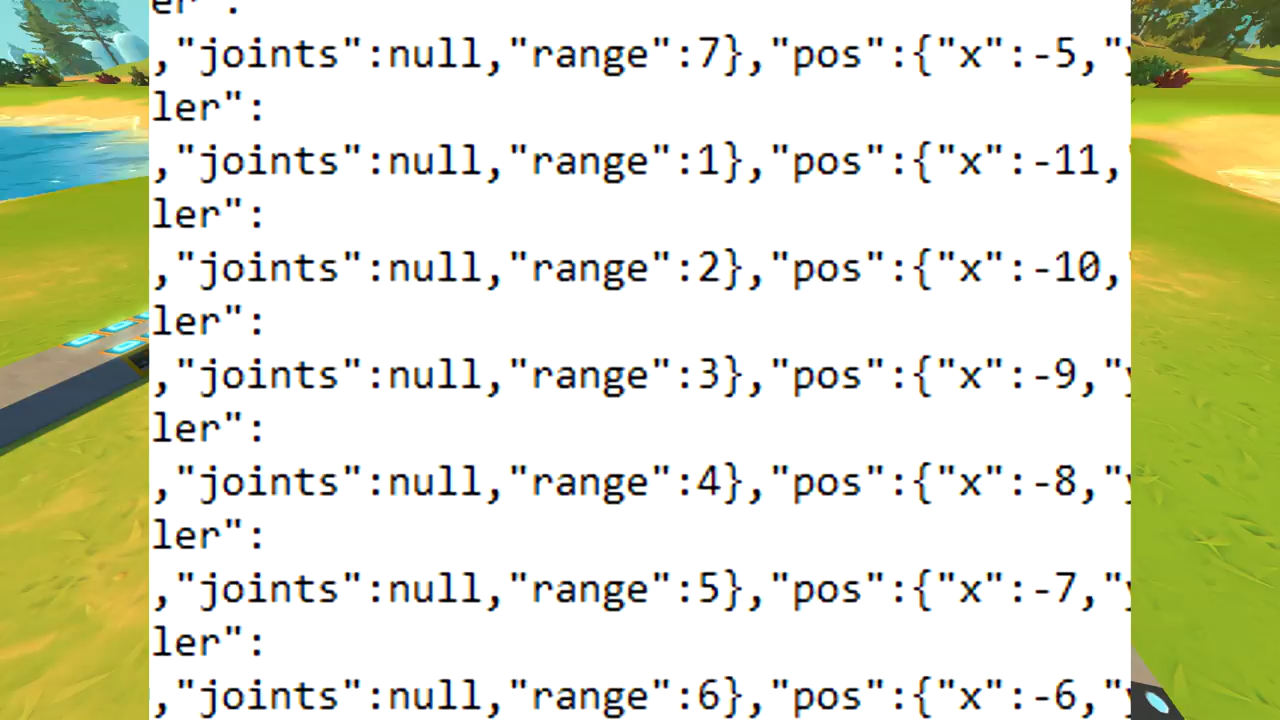 er":
,"joints":null,"range":7},"pos":{"x":-5,"
ler":
,"joints":null,"range":1},"pos":{"x":-11,
ler":
,"joints":null,"range":2},"pos":{"x":-10,
ler":
,"joints":null,"range":3},"pos":{"x":-9,"
ler":
,"joints":null,"range":4},"pos":{"x":-8,"
ler":
,"joints":null,"range":5},"pos":{"x":-7,"
ler":
,"joints":null,"range":6},"pos":{"x":-6,"